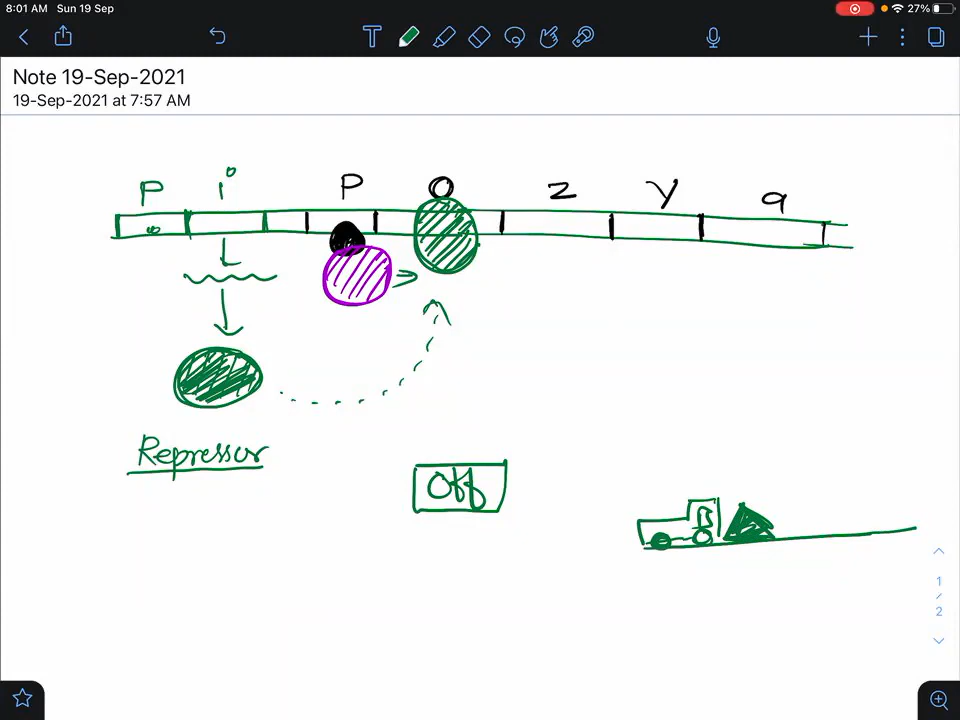 8:01 AM Sun 19 Sep
27%
T
Note 19-Sep-2021
19-Sep-2021 at 7:57 AM
P i P O z y a
Repressor
Off
1
/
2